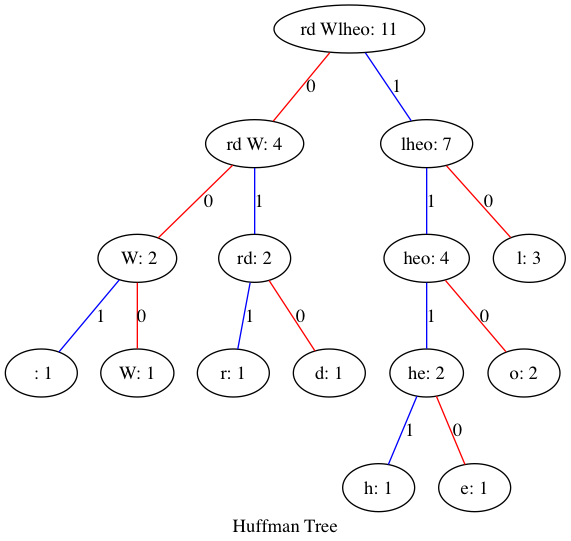 rd Wlheo: 11
0
1
rd W: 4
lheo: 7
0
1
1
0
W: 2
rd: 2
heo: 4
l: 3
1
0
1
0
1
0
: 1
W: 1
r: 1
d: 1
he: 2
o: 2
1
0
h: 1
e: 1
Huffman Tree